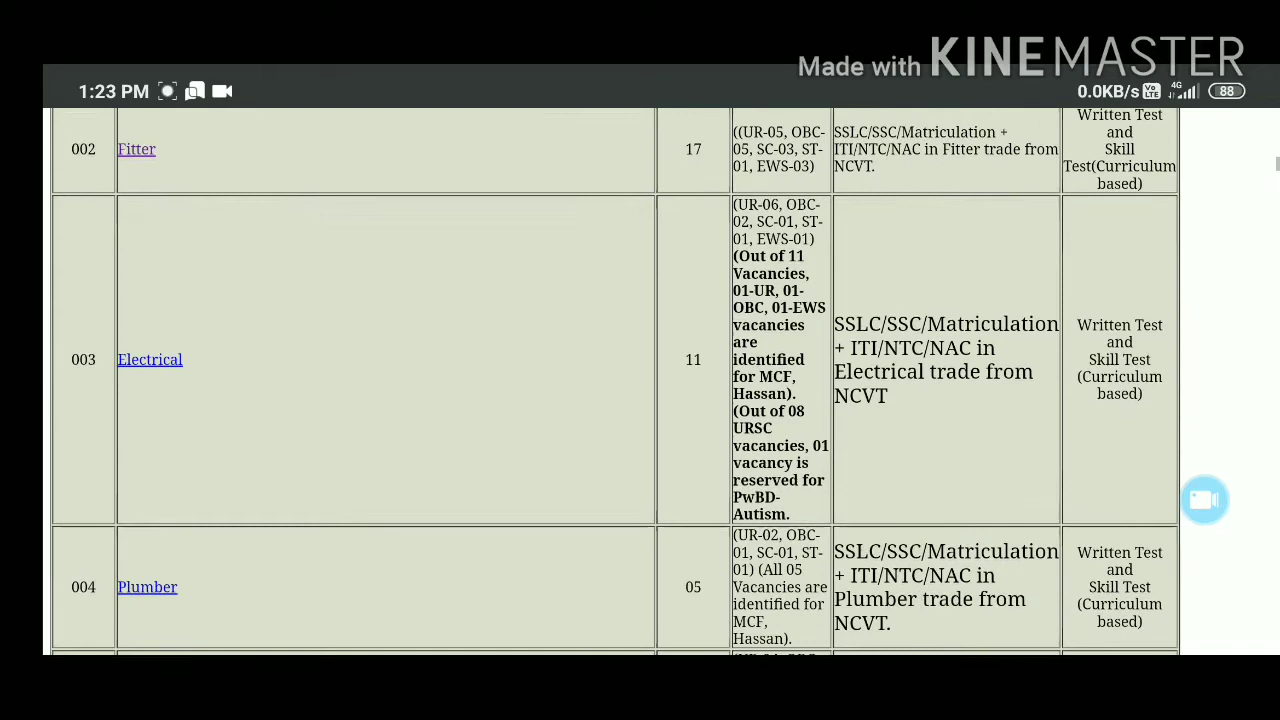 Made with KINEMASTER
1:23 PM
0.0KB/s Vo LTE 4G 88
002
Fitter
17
((UR-05, OBC-
05, SC-03, ST-
01, EWS-03)
SSLC/SSC/Matriculation +
ITI/NTC/NAC in Fitter trade from
NCVT.
Written Test
and
Skill
Test(Curriculum
based)
003
Electrical
11
(UR-06, OBC-
02, SC-01, ST-
01, EWS-01)
(Out of 11
Vacancies,
01-UR, 01-
OBC, 01-EWS
vacancies
are
identified
for MCF,
Hassan).
(Out of 08
URSC
vacancies, 01
vacancy is
reserved for
PwBD-
Autism.
SSLC/SSC/Matriculation
+ ITI/NTC/NAC in
Electrical trade from
NCVT
Written Test
and
Skill Test
(Curriculum
based)
004
Plumber
05
(UR-02, OBC-
01, SC-01, ST-
01) (All 05
Vacancies are
identified for
MCF,
Hassan).
SSLC/SSC/Matriculation
+ ITI/NTC/NAC in
Plumber trade from
NCVT.
Written Test
and
Skill Test
(Curriculum
based)